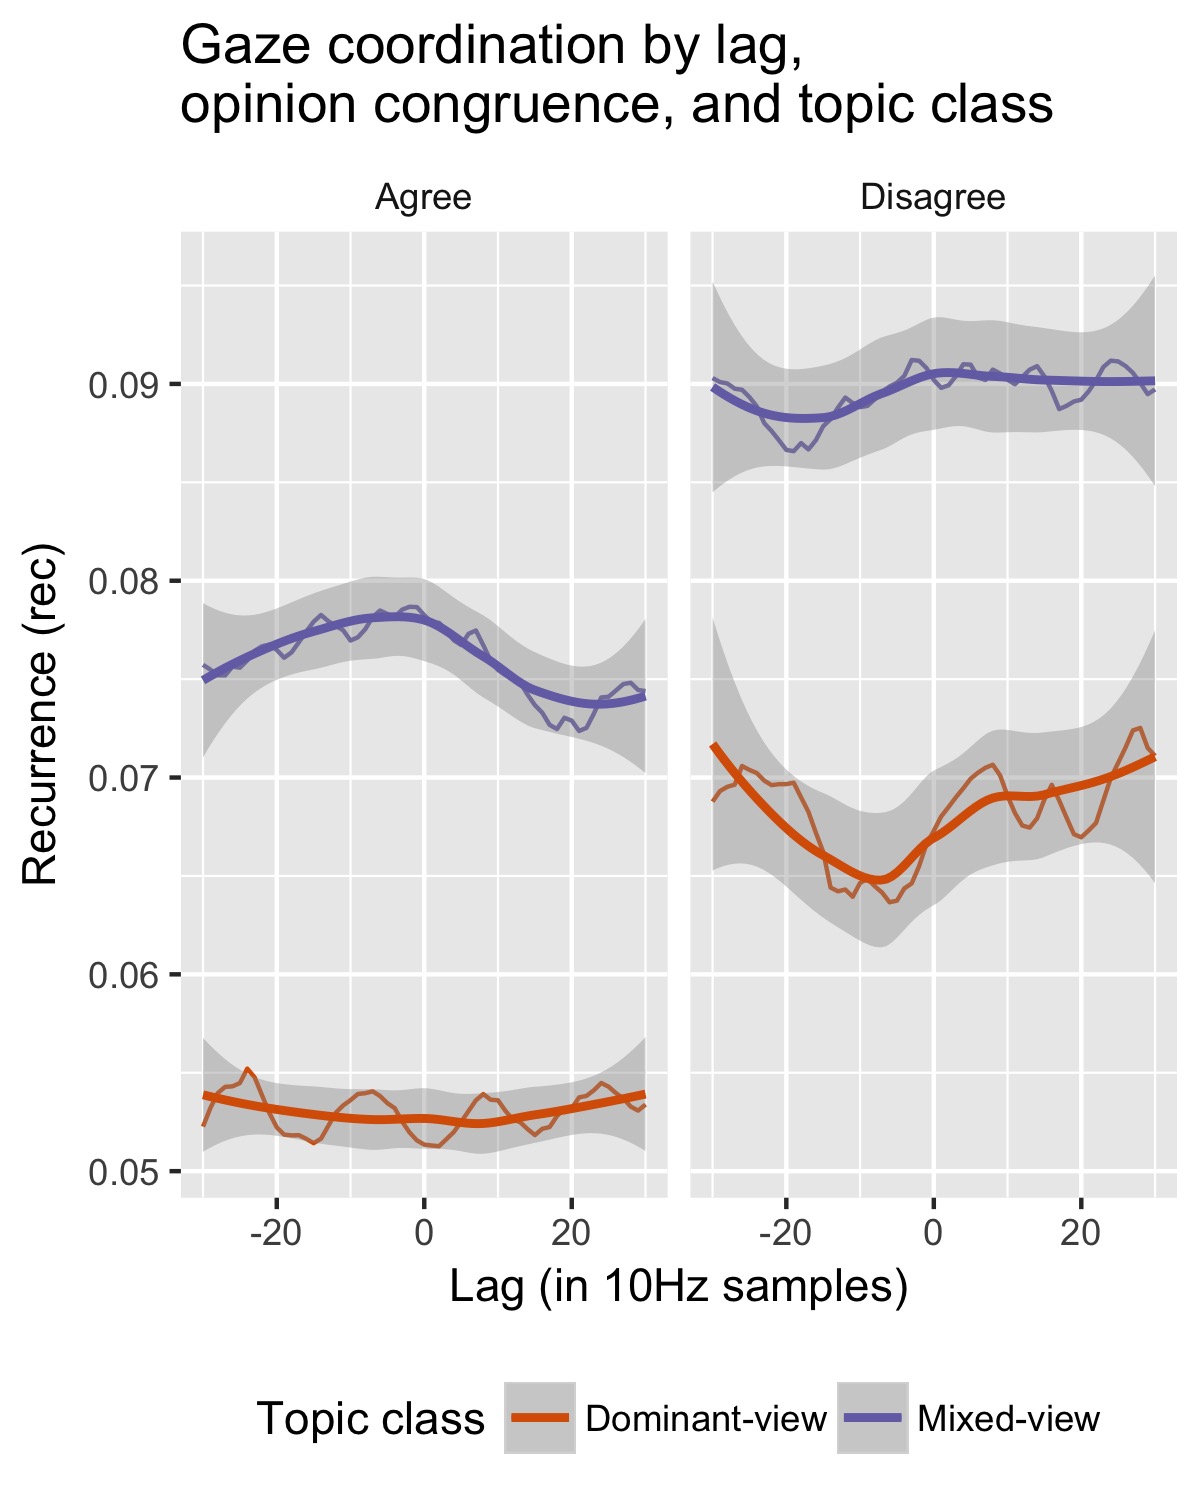 Gaze coordination by lag,
opinion congruence, and topic class
Agree
Disagree
Recurrence (rec)
0.09
0.08
0.07
0.06
0.05
-20 0 20
-20 0 20
Lag (in 10Hz samples)
Topic class Dominant-view Mixed-view